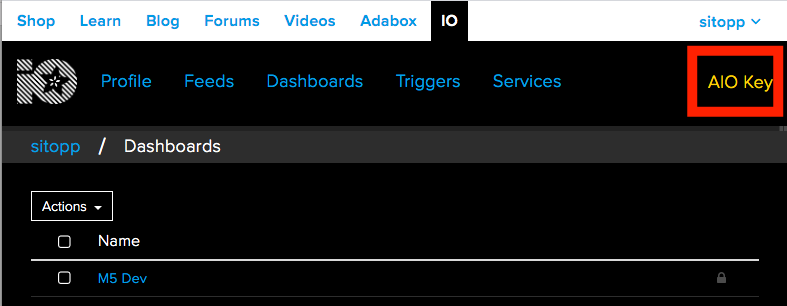 Shop Learn Blog Forums Videos Adabox IO sitopp
IO Profile Feeds Dashboards Triggers Services AIO Key
sitopp / Dashboards
Actions
Name
M5 Dev